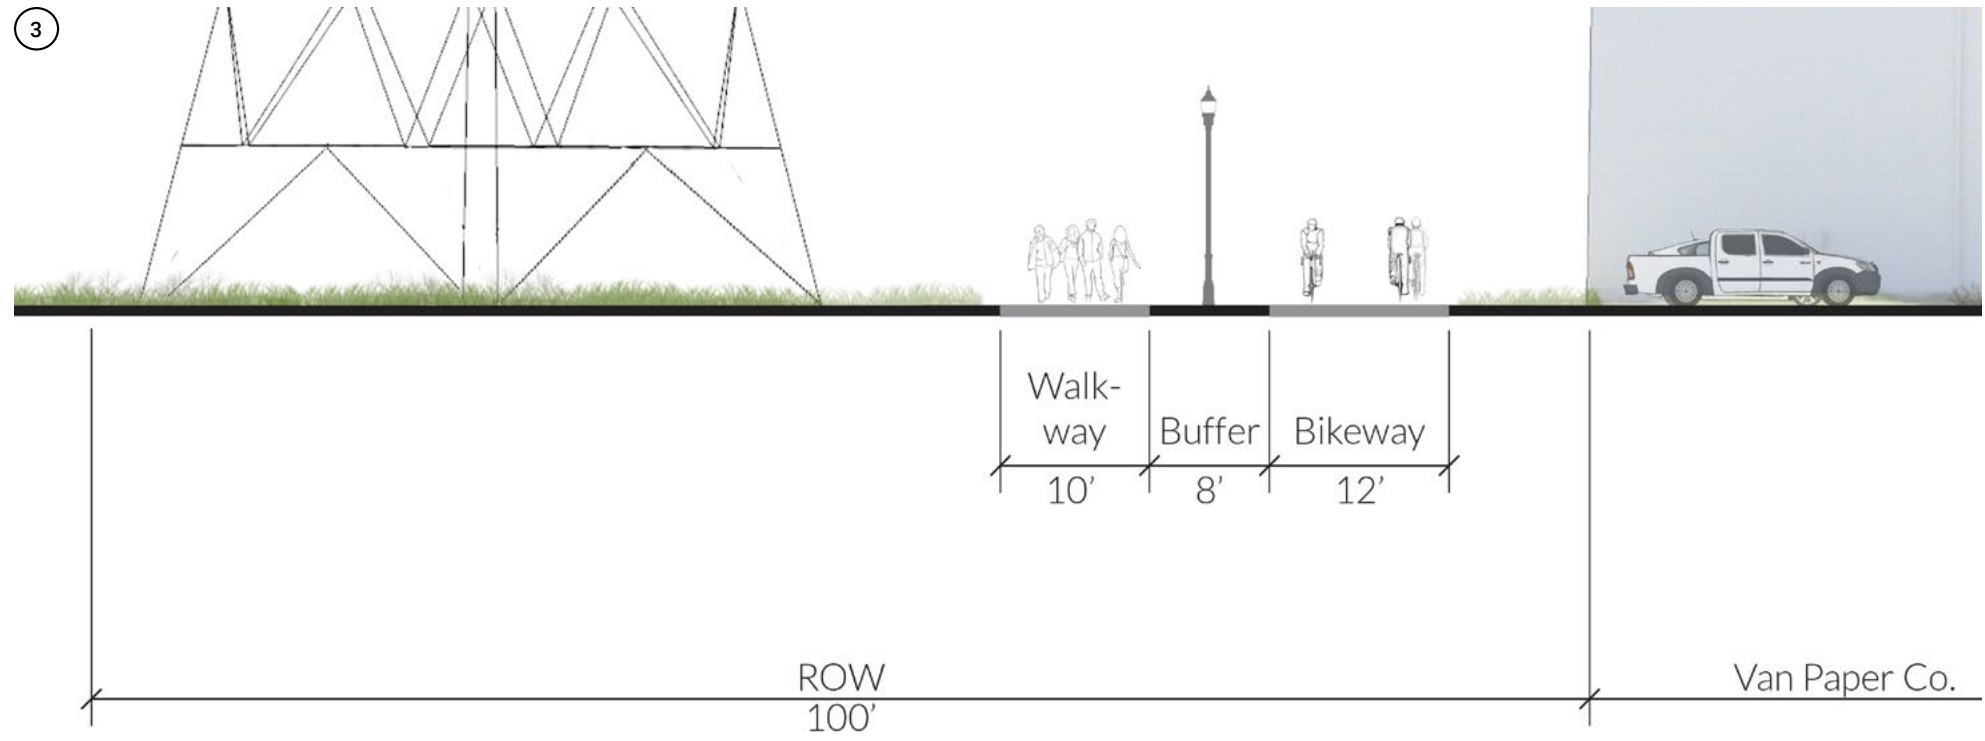 3
Walk-
way
Buffer
Bikeway
10’
8’
12’
ROW
100’
Van Paper Co.